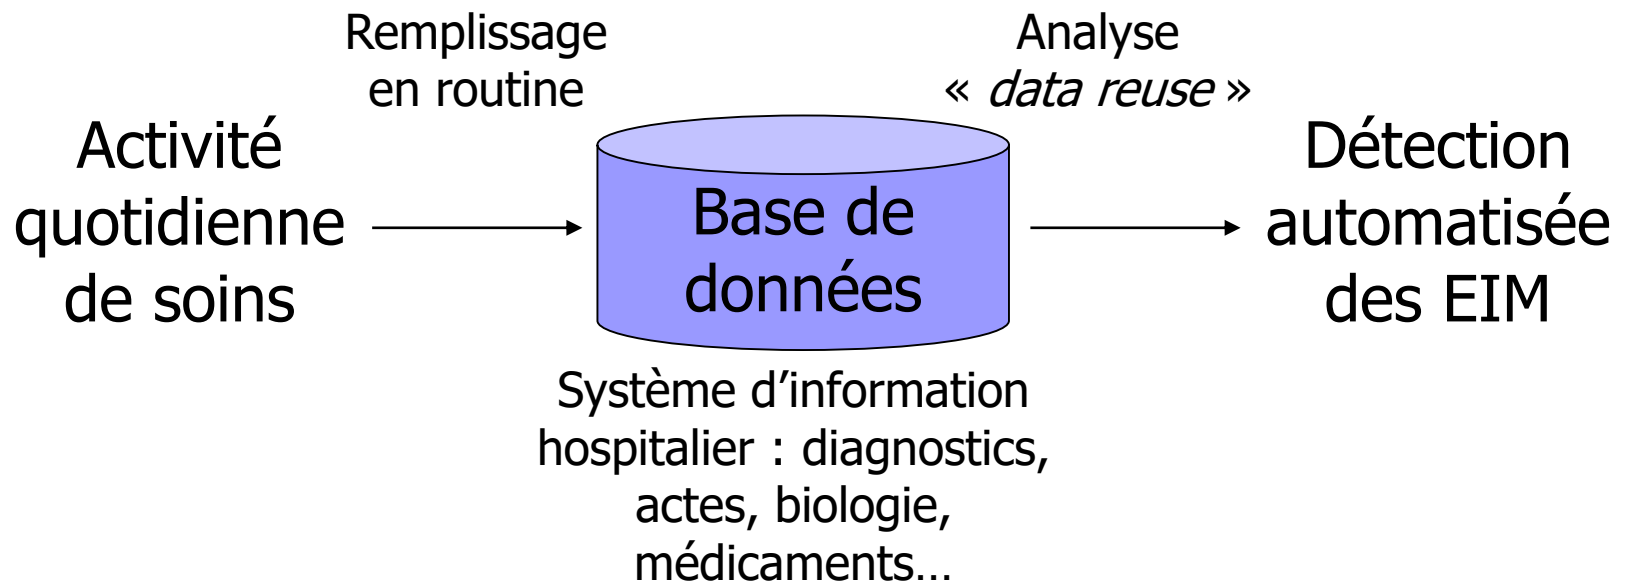 Remplissage
en routine
Analyse
« data reuse »
Activité
quotidienne
de soins
Base de
données
Détection
automatisée
des EIM
Système d’information
hospitalier : diagnostics,
actes, biologie,
médicaments…